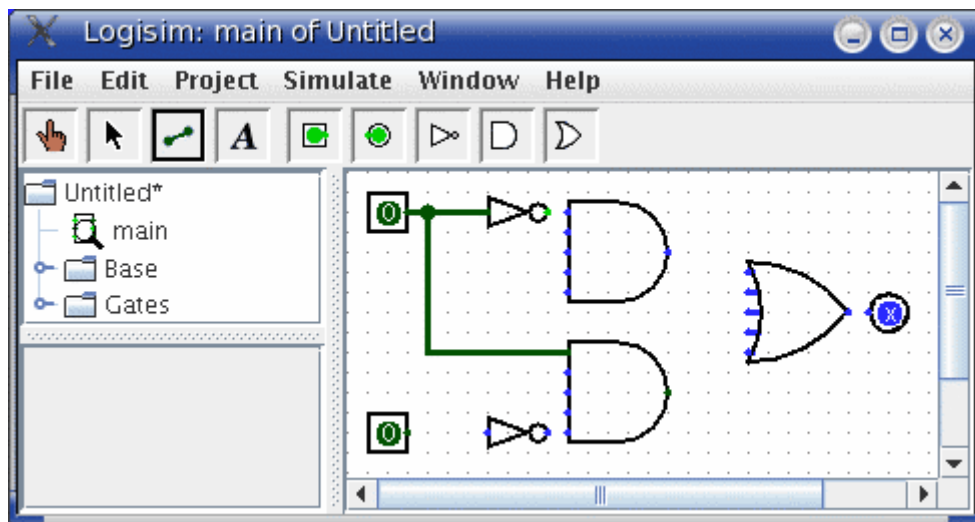 Logisim: main of Untitled
File Edit Project Simulate Window Help
A
Untitled*
main
Base
Gates
0
x
0